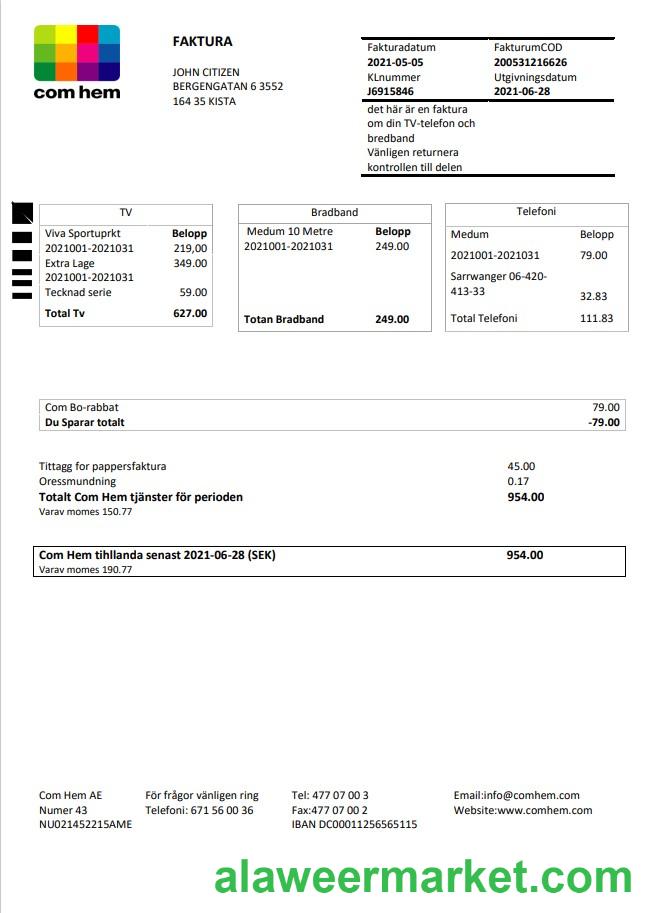 com hem
FAKTURA
JOHN CITIZEN
BERGENGATAN 6 3552
164 35 KISTA
Fakturadatum FakturumCOD
2021-05-05 200531216626
KLnummer Utgivningsdatum
J6915846 2021-06-28
det här är en faktura
om din TV-telefon och
bredband
Vänligen returnera
kontrollen till delen
TV
Viva Sportuprkt Belopp
2021001-2021031 219,00
Extra Lage 349.00
2021001-2021031
Tecknad serie 59.00
Total Tv 627.00
Bradband
Medum 10 Metre Belopp
2021001-2021031 249.00
Totan Bradband 249.00
Telefoni
Medum Belopp
2021001-2021031 79.00
Sarrwanger 06-420-
413-33 32.83
Total Telefoni 111.83
Com Bo-rabbat 79.00
Du Sparar totalt -79.00
Tittagg for pappersfaktura 45.00
Oressmundning 0.17
Totalt Com Hem tjänster för perioden 954.00
Varav momes 150.77
Com Hem tihllanda senast 2021-06-28 (SEK) 954.00
Varav momes 190.77
Com Hem AE För frågor vänligen ring Tel: 477 07 00 3 Email:info@comhem.com
Numer 43 Telefoni: 671 56 00 36 Fax:477 07 00 2 Website:www.comhem.com
NU021452215AME IBAN DC00011256565115
alaweermarket.com